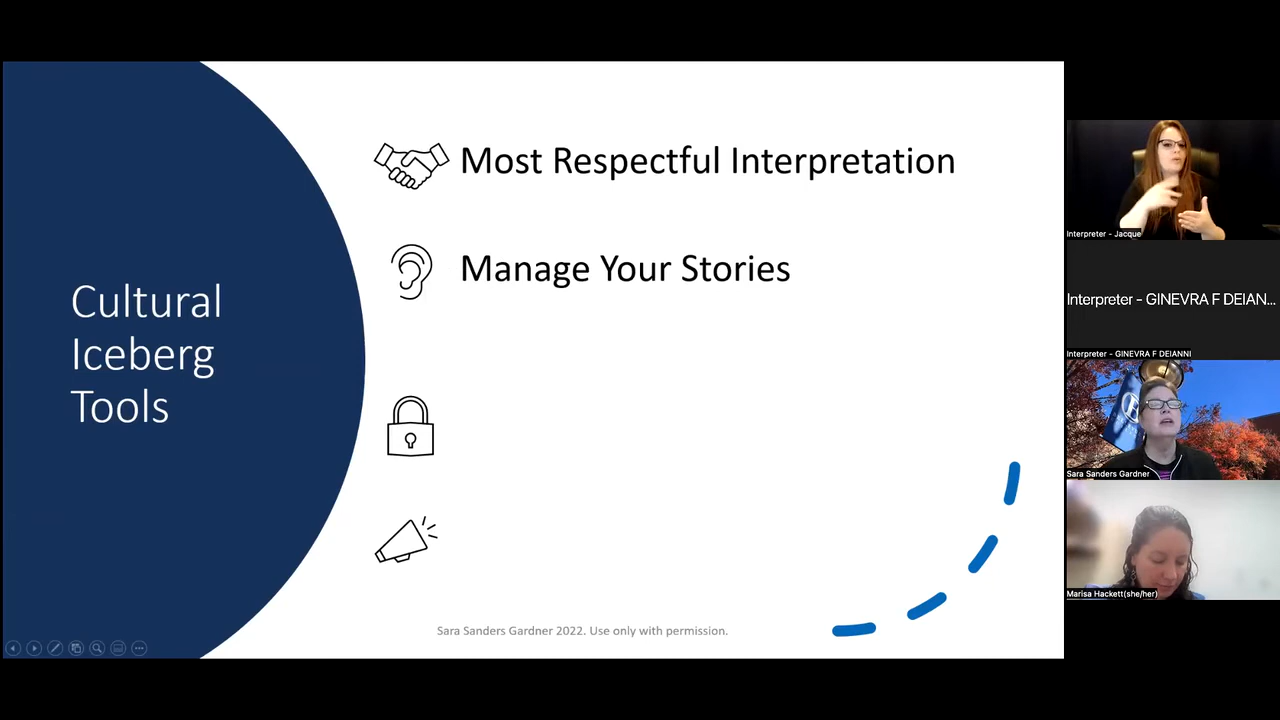 Cultural
Iceberg
Tools
Most Respectful Interpretation
Manage Your Stories
Sara Sanders Gardner 2022. Use only with permission.
Interpreter - Jacque
Interpreter - GINEVRA F DEIAN...
Interpreter - GINEVRA F DEIANNI
Sara Sanders Gardner
Marisa Hackett(she/her)